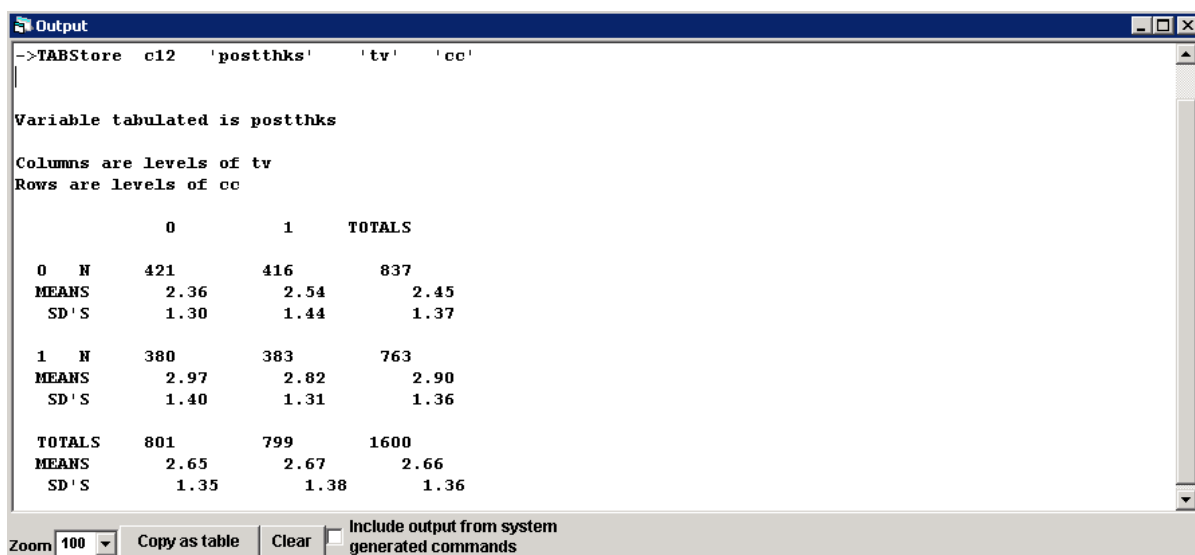 Output
->TABStore c12 'postthks' 'tv' 'cc'
Variable tabulated is postthks
Columns are levels of tv
Rows are levels of cc
0 1 TOTALS
0 N 421 416 837
MEANS 2.36 2.54 2.45
SD'S 1.30 1.44 1.37
1 N 380 383 763
MEANS 2.97 2.82 2.90
SD'S 1.40 1.31 1.36
TOTALS 801 799 1600
MEANS 2.65 2.67 2.66
SD'S 1.35 1.38 1.36
Zoom 100 Copy as table Clear Include output from system
generated commands